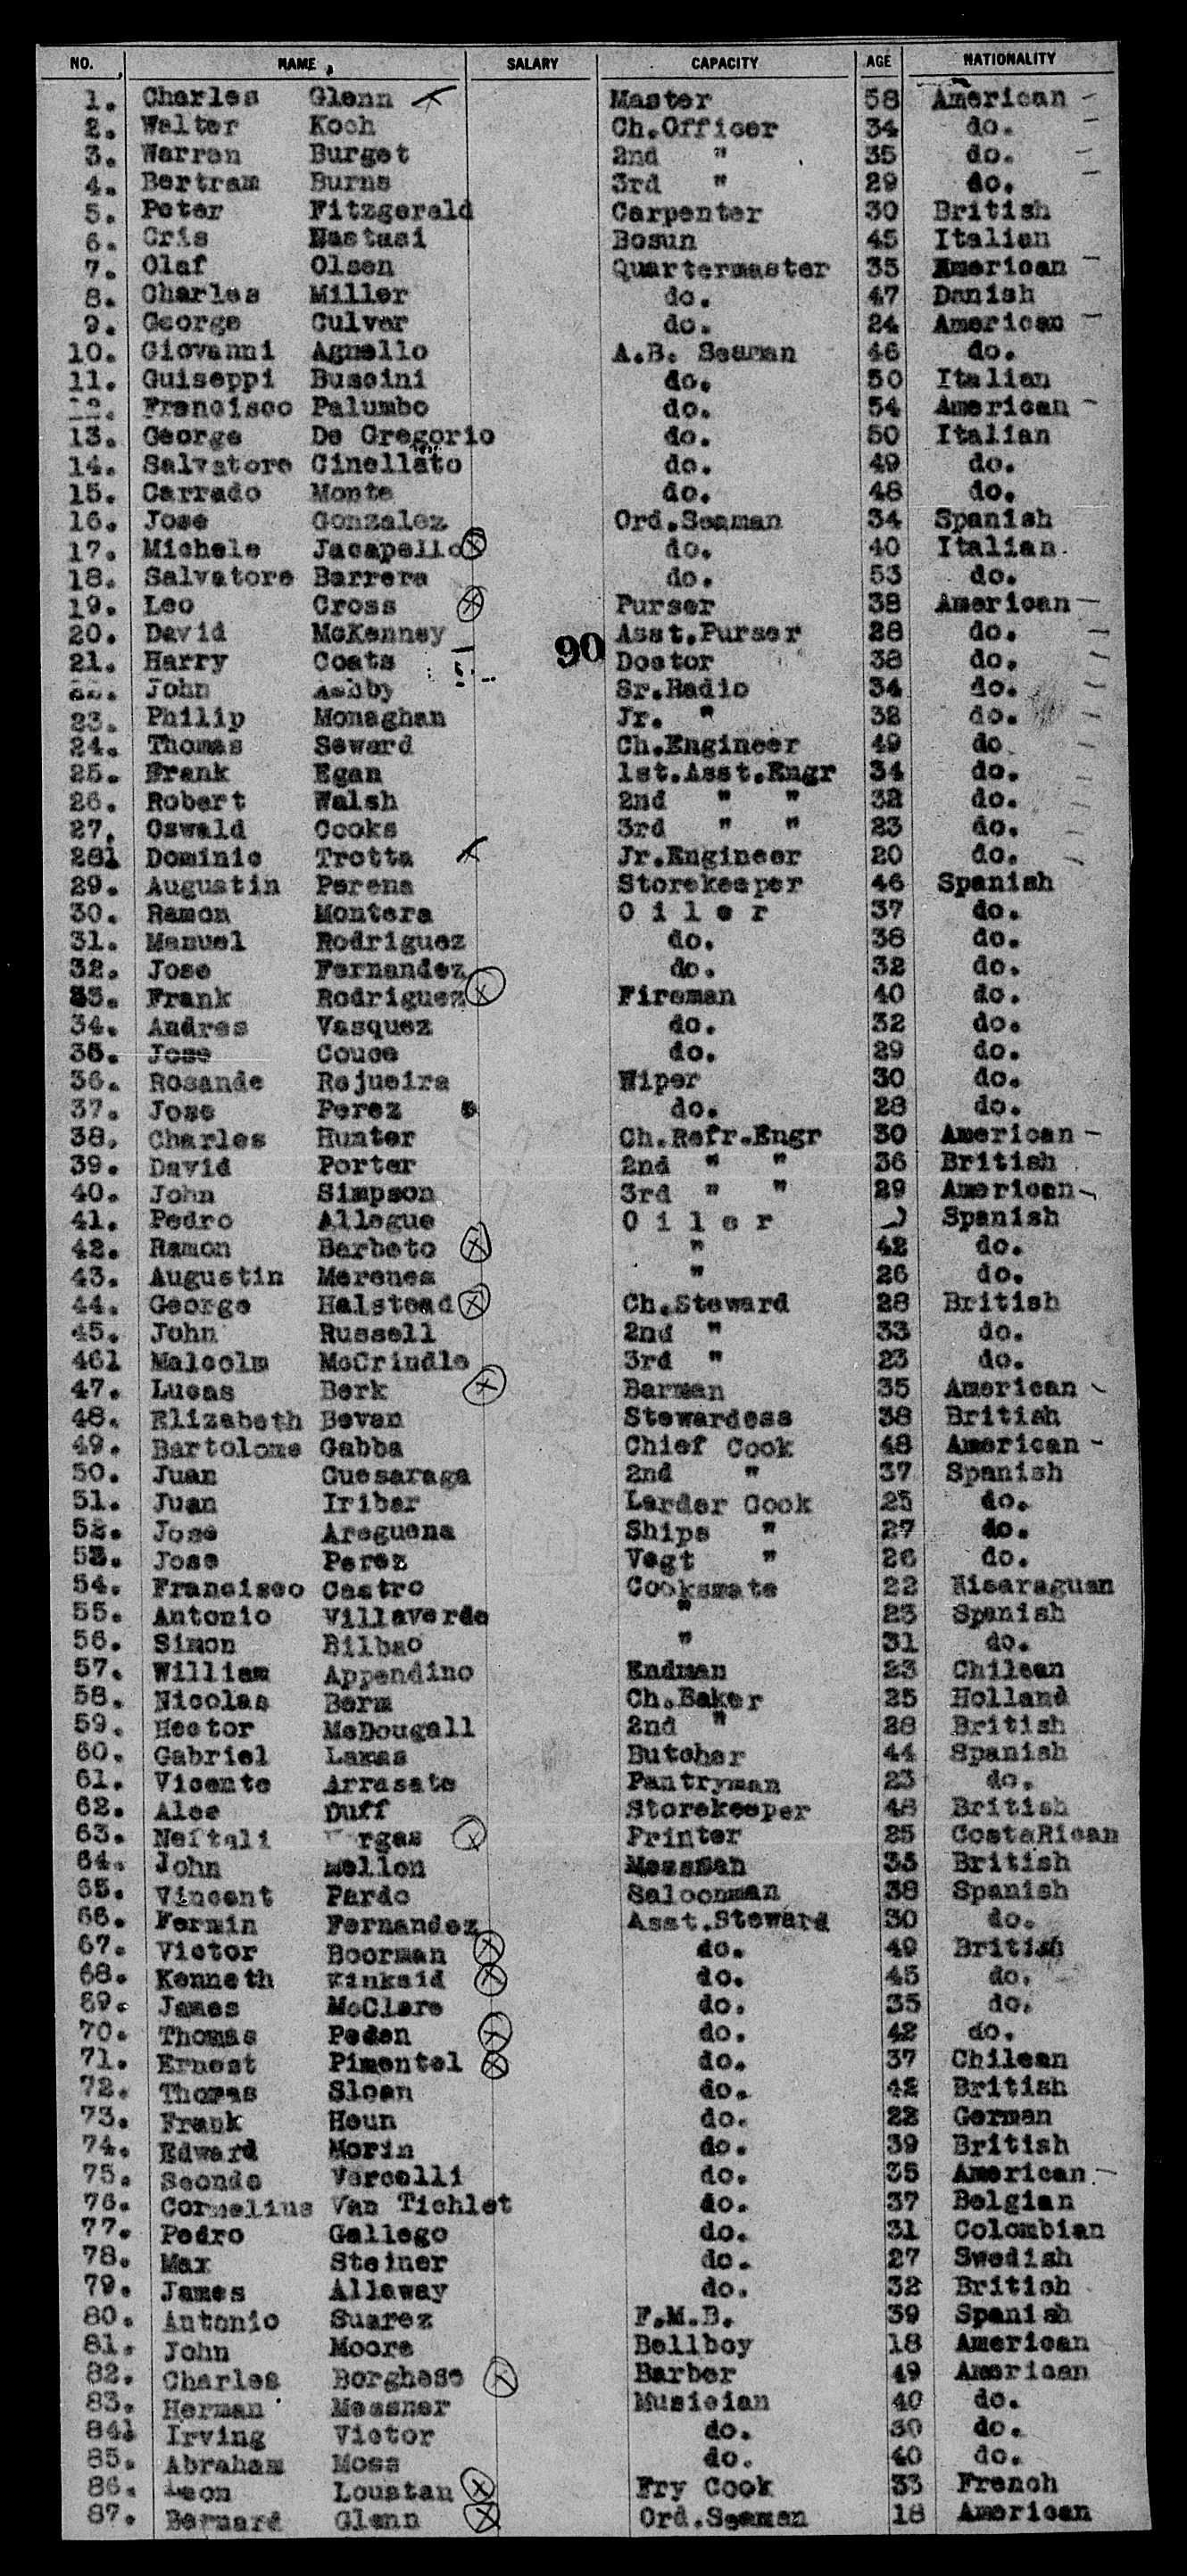 NO. NAME SALARY CAPACITY AGE NATIONALITY
1. Charles Glenn Master 58 American -
2. Walter Koch Ch.Officer 34 do. -
3. Warren Burget 2nd " 35 do. -
4. Bertram Burns 3rd " 29 do. -
5. Peter Fitzgerald Carpenter 30 British
6. Cris Nastasi Bosun 45 Italian
7. Olaf Olsen Quartermaster 35 American -
8. Charles Miller do. 47 Danish
9. George Culver do. 24 American -
10. Giovanni Agnello A.B. Seaman 46 do.
11. Guiseppi Buscini do. 50 Italian
12. Francisco Palumbo do. 54 American -
13. George De Gregorio do. 50 Italian
14. Salvatore Cinellato do. 49 do.
15. Carrado Monte do. 48 do.
16. Jose Gonzalez Ord.Seaman 34 Spanish
17. Michele Jacapello do. 40 Italian
18. Salvatore Barrera do. 53 do.
19. Leo Cross Purser 38 American -
20. David McKenney Asst.Purser 28 do. -
90
21. Harry Coats Doctor 38 do. -
22. John Ashby Sr.Radio 34 do. -
23. Philip Monaghan Jr. " 32 do. -
24. Thomas Seward Ch.Engineer 49 do -
25. Frank Egan 1st.Asst.Engr 34 do. -
26. Robert Walsh 2nd " " 32 do. -
27. Oswald Cooks 3rd " " 23 do. -
281 Dominic Trotta Jr.Engineer 20 do. -
29. Augustin Perena Storekeeper 46 Spanish
30. Ramon Montera O i l e r 37 do.
31. Manuel Rodriguez do. 38 do.
32. Jose Fernandez do. 32 do.
33. Frank Rodriguez Fireman 40 do.
34. Andres Vasquez do. 32 do.
35. Jose Couce do. 29 do.
36. Rosande Rejueira Wiper 30 do.
37. Jose Perez do. 28 do.
38. Charles Hunter Ch.Refr.Engr 30 American -
39. David Porter 2nd " " 36 British
40. John Simpson 3rd " " 29 American -
41. Pedro Allegue O i l e r Spanish
42. Ramon Barbeto " 42 do.
43. Augustin Merenes " 26 do.
44. George Halstead Ch.Steward 28 British
45. John Russell 2nd " 33 do.
461 Malcolm McCrindle 3rd " 23 do.
47. Lucas Berk Barman 35 American -
48. Elizabeth Bevan Stewardess 38 British
49. Bartolome Gabba Chief Cook 48 American -
50. Juan Guesaraga 2nd " 37 Spanish
51. Juan Iribar Larder Cook 25 do.
52. Jose Areguena Ships " 27 do.
53. Jose Perez Vegt " 26 do.
54. Francisco Castro Cooksmate 22 Nicaraguan
55. Antonio Villaverde " 23 Spanish
56. Simon Bilbao " 31 do.
57. William Appendino Endman 23 Chilean
58. Nicolas Berm Ch.Baker 25 Holland
59. Hector McDougall 2nd " 28 British
60. Gabriel Lamas Butcher 44 Spanish
61. Vicente Arrasate Pantryman 23 do.
62. Alec Duff Storekeeper 48 British
63. Neftali Vargas Printer 25 CostaRican
64. John Mellon Messman 33 British
65. Vincent Pardo Saloonman 38 Spanish
66. Fermin Fernandez Asst.Steward 30 do.
67. Victor Boorman do. 49 British
68. Kenneth Kinkaid do. 45 do.
69. James McClare do. 35 do.
70. Thomas Peden do. 42 do.
71. Ernest Pimentel do. 37 Chilean
72. Thomas Sloan do. 42 British
73. Frank Heun do. 22 German
74. Edward Morin do. 39 British
75. Secondo Vercelli do. 35 American -
76. Cornelius Van Tichlet do. 37 Belgian
77. Pedro Gallego do. 31 Colombian
78. Max Steiner do. 27 Swedish
79. James Allaway do. 32 British
80. Antonio Suarez F.M.B. 39 Spanish
81. John Moore Bellboy 18 American
82. Charles Borghese Barber 49 American
83. Herman Messner Musician 40 do.
841 Irving Victor do. 30 do.
85. Abraham Moss do. 40 do.
86. Leon Loustan Fry Cook 33 French
87. Bernard Glenn Ord.Seaman 18 American